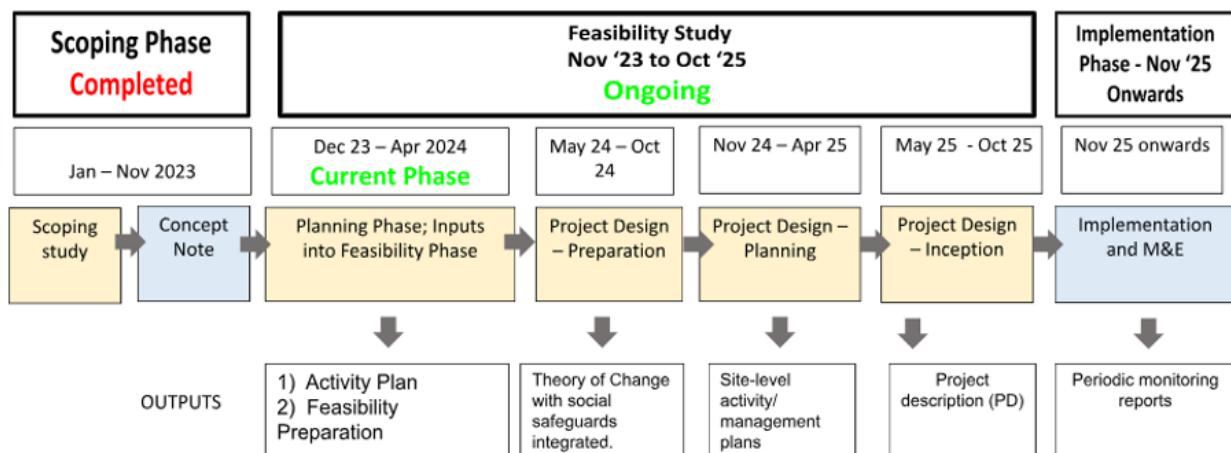 Scoping Phase
Completed
Feasibility Study
Nov ‘23 to Oct ‘25
Ongoing
Implementation
Phase - Nov ‘25
Onwards
Jan – Nov 2023
Dec 23 – Apr 2024
Current Phase
May 24 – Oct
24
Nov 24 – Apr 25
May 25 - Oct 25
Nov 25 onwards
Scoping
study
Concept
Note
Planning Phase; Inputs
into Feasibility Phase
Project Design
– Preparation
Project Design –
Planning
Project Design
– Inception
Implementation
and M&E
OUTPUTS
1) Activity Plan
2) Feasibility
Preparation
Theory of Change
with social
safeguards
integrated.
Site-level
activity/
management
plans
Project
description (PD)
Periodic monitoring
reports